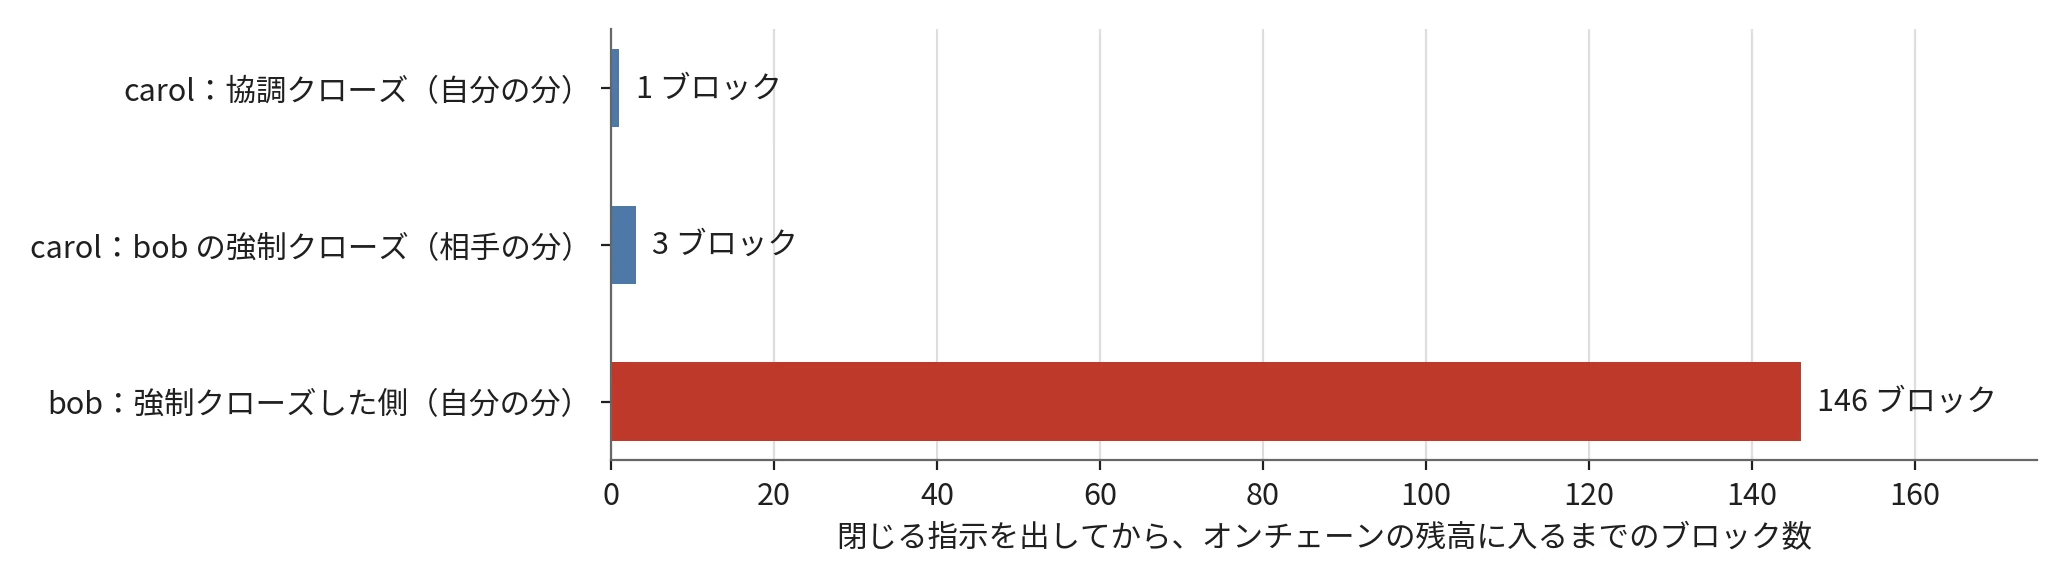 carol：協調クローズ（自分の分） 1 ブロック
carol：bob の強制クローズ（相手の分） 3 ブロック
bob：強制クローズした側（自分の分） 146 ブロック
0 20 40 60 80 100 120 140 160
閉じる指示を出してから、オンチェーンの残高に入るまでのブロック数